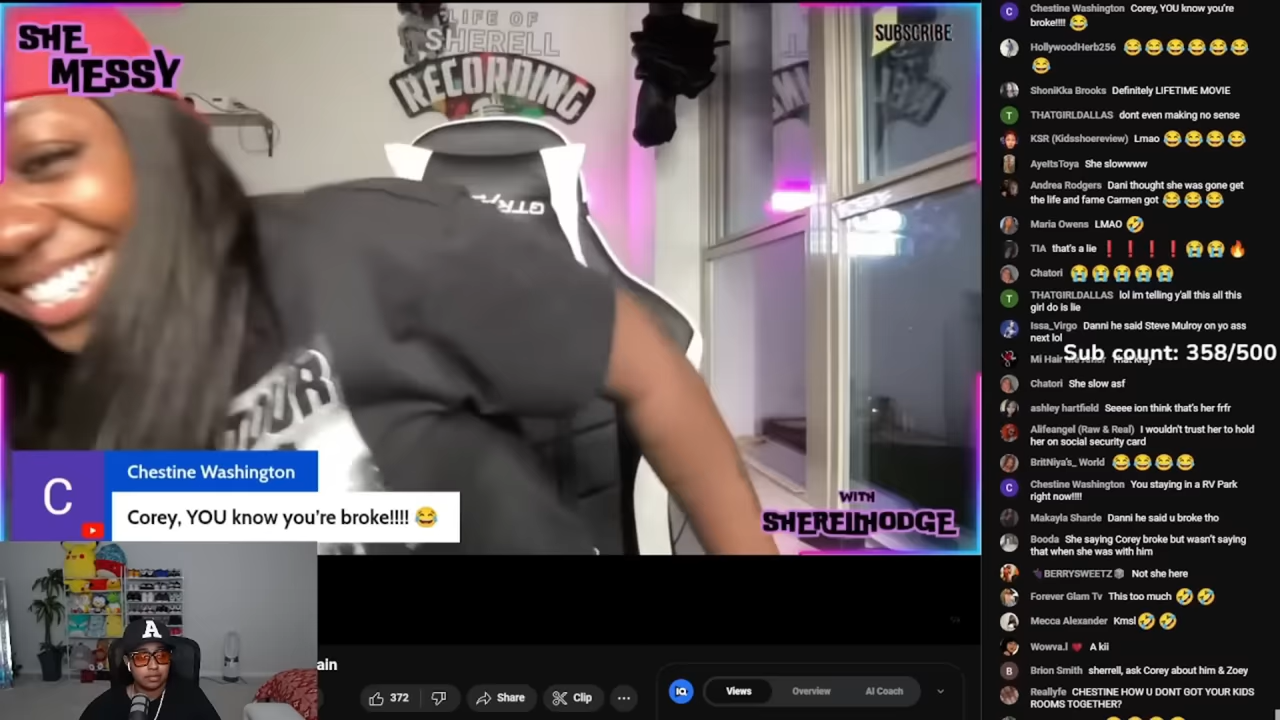 SHE
MESSY
LIFE OF
SHERELL
RECORDING
SUBSCRIBE
Chestine Washington
C
Corey, YOU know you're broke!!!! 😂
WITH
SHERELLHODGE
A
ain
372
Share
Clip
IQ
Views
Overview
AI Coach
Sub count: 358/500
C Chestine Washington Corey, YOU know you're
broke!!!! 😂
HollywoodHerb256 😂😂😂😂😂😂
😂
ShoniKka Brooks Definitely LIFETIME MOVIE
T THATGIRLDALLAS dont even making no sense
KSR (Kidsshoereview) Lmao 😂😂😂😂
AyeItsToya She slowwww
Andrea Rodgers Dani thought she was gone get
the life and fame Carmen got 😂😂😂
Maria Owens LMAO 🤣
TIA that's a lie ❗❗❗❗😭😭🔥
Chatori 😭😭😭😭😭
T THATGIRLDALLAS lol im telling y'all this all this
girl do is lie
Issa_Virgo Danni he said Steve Mulroy on yo ass
next lol
Mi Hair
Chatori She slow asf
ashley hartfield Seeee ion think that's her frfr
Alifeangel (Raw & Real) I wouldn't trust her to hold
her on social security card
BritNiya's_ World 😂😂😂😂
C Chestine Washington You staying in a RV Park
right now!!!!
Makayla Sharde Danni he said u broke tho
Booda She saying Corey broke but wasn't saying
that when she was with him
BERRYSWEETZ Not she here
Forever Glam Tv This too much 🤣🤣
Mecca Alexander Kmsl 🤣🤣
Wowva.l ♥ A kii
B Brion Smith sherrell, ask Corey about him & Zoey
Reallyfe CHESTINE HOW U DONT GOT YOUR KIDS
ROOMS TOGETHER?